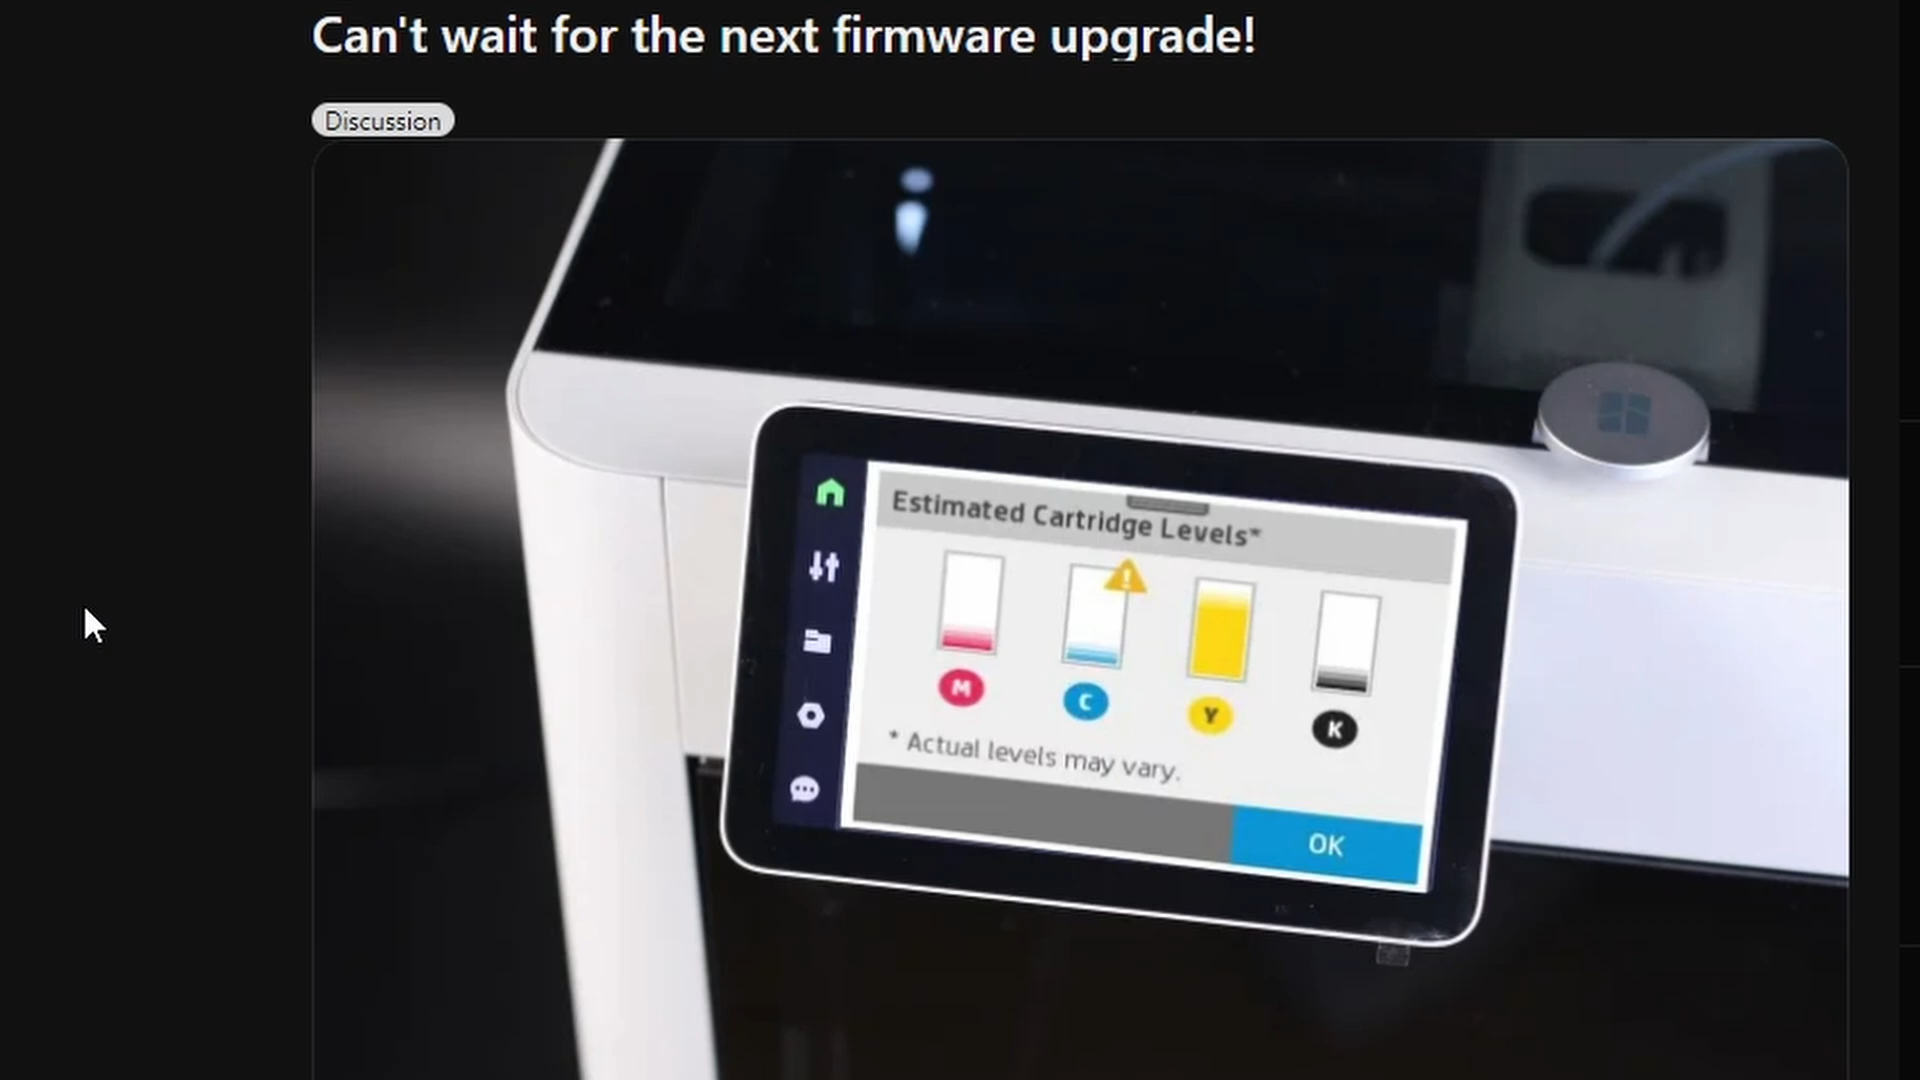 Can't wait for the next firmware upgrade!
Discussion
Estimated Cartridge Levels*
M
C
Y
K
* Actual levels may vary.
OK